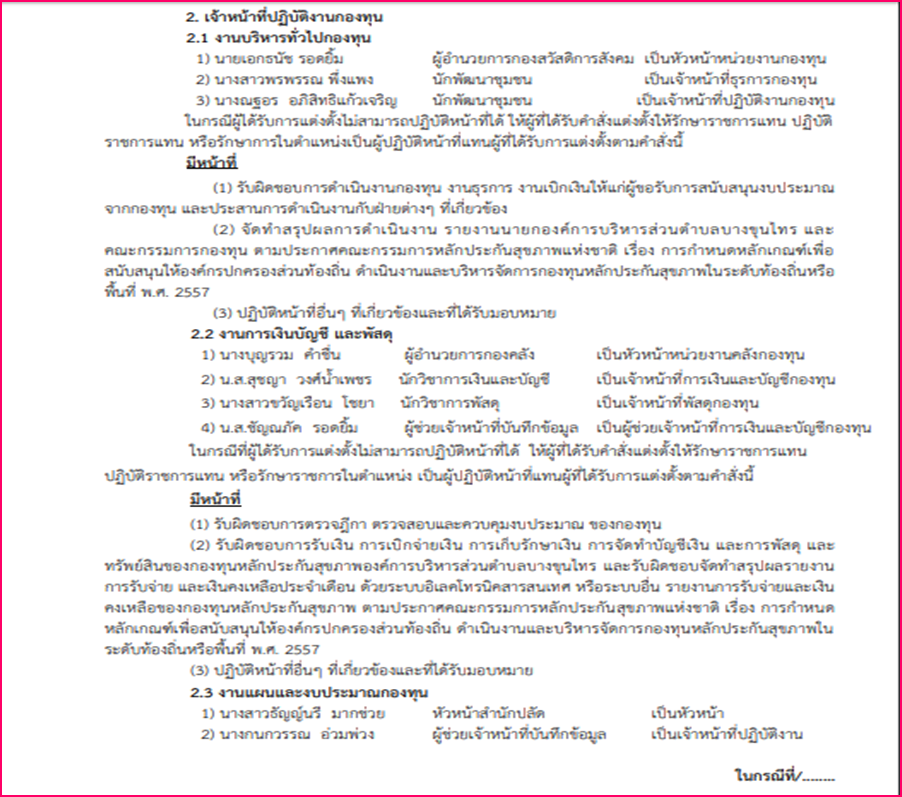 2. เจ้าหน้าที่ปฏิบัติงานกองทุน
2.1 งานบริหารทั่วไปกองทุน
1) นายเอกธนัช รอดยิ้ม ผู้อำนวยการกองสวัสดิการสังคม เป็นหัวหน้าหน่วยงานกองทุน
2) นางสาวพรพรรณ พึ่งแพง นักพัฒนาชุมชน เป็นเจ้าหน้าที่ธุรการกองทุน
3) นางณฐอร อภิสิทธิแก้วเจริญ นักพัฒนาชุมชน เป็นเจ้าหน้าที่ปฏิบัติงานกองทุน
ในกรณีผู้ได้รับการแต่งตั้งไม่สามารถปฏิบัติหน้าที่ได้ ให้ผู้ที่ได้รับคำสั่งแต่งตั้งให้รักษาราชการแทน ปฏิบัติ
ราชการแทน หรือรักษาการในตำแหน่งเป็นผู้ปฏิบัติหน้าที่แทนผู้ที่ได้รับการแต่งตั้งตามคำสั่งนี้
มีหน้าที่
(1) รับผิดชอบการดำเนินงานกองทุน งานธุรการ งานเบิกเงินให้แก่ผู้ขอรับการสนับสนุนงบประมาณ
จากกองทุน และประสานการดำเนินงานกับฝ่ายต่างๆ ที่เกี่ยวข้อง
(2) จัดทำสรุปผลการดำเนินงาน รายงานนายกองค์การบริหารส่วนตำบลบางขุนไทร และ
คณะกรรมการกองทุน ตามประกาศคณะกรรมการหลักประกันสุขภาพแห่งชาติ เรื่อง การกำหนดหลักเกณฑ์เพื่อ
สนับสนุนให้องค์กรปกครองส่วนท้องถิ่น ดำเนินงานและบริหารจัดการกองทุนหลักประกันสุขภาพในระดับท้องถิ่นหรือ
พื้นที่ พ.ศ. 2557
(3) ปฏิบัติหน้าที่อื่นๆ ที่เกี่ยวข้องและที่ได้รับมอบหมาย
2.2 งานการเงินบัญชี และพัสดุ
1) นางบุญรวม คำชื่น ผู้อำนวยการกองคลัง เป็นหัวหน้าหน่วยงานคลังกองทุน
2) น.ส.สุชญา วงศ์น้ำเพชร นักวิชาการเงินและบัญชี เป็นเจ้าหน้าที่การเงินและบัญชีกองทุน
3) นางสาวขวัญเรือน โชยา นักวิชาการพัสดุ เป็นเจ้าหน้าที่พัสดุกองทุน
4) น.ส.ชัญณภัค รอดยิ้ม ผู้ช่วยเจ้าหน้าที่บันทึกข้อมูล เป็นผู้ช่วยเจ้าหน้าที่การเงินและบัญชีกองทุน
ในกรณีที่ผู้ได้รับการแต่งตั้งไม่สามารถปฏิบัติหน้าที่ได้ ให้ผู้ที่ได้รับคำสั่งแต่งตั้งให้รักษาราชการแทน
ปฏิบัติราชการแทน หรือรักษาราชการในตำแหน่ง เป็นผู้ปฏิบัติหน้าที่แทนผู้ที่ได้รับการแต่งตั้งตามคำสั่งนี้
มีหน้าที่
(1) รับผิดชอบการตรวจฎีกา ตรวจสอบและควบคุมงบประมาณ ของกองทุน
(2) รับผิดชอบการรับเงิน การเบิกจ่ายเงิน การเก็บรักษาเงิน การจัดทำบัญชีเงิน และการพัสดุ และ
ทรัพย์สินของกองทุนหลักประกันสุขภาพองค์การบริหารส่วนตำบลบางขุนไทร และรับผิดชอบจัดทำสรุปผลรายงาน
การรับจ่าย และเงินคงเหลือประจำเดือน ด้วยระบบอิเลคโทรนิคสารสนเทศ หรือระบบอื่น รายงานการรับจ่ายและเงิน
คงเหลือของกองทุนหลักประกันสุขภาพ ตามประกาศคณะกรรมการหลักประกันสุขภาพแห่งชาติ เรื่อง การกำหนด
หลักเกณฑ์เพื่อสนับสนุนให้องค์กรปกครองส่วนท้องถิ่น ดำเนินงานและบริหารจัดการกองทุนหลักประกันสุขภาพใน
ระดับท้องถิ่นหรือพื้นที่ พ.ศ. 2557
(3) ปฏิบัติหน้าที่อื่นๆ ที่เกี่ยวข้องและที่ได้รับมอบหมาย
2.3 งานแผนและงบประมาณกองทุน
1) นางสาวธัญญ์นรี มากช่วย หัวหน้าสำนักปลัด เป็นหัวหน้า
2) นางกนกวรรณ อ่วมพ่วง ผู้ช่วยเจ้าหน้าที่บันทึกข้อมูล เป็นเจ้าหน้าที่ปฏิบัติงาน
ในกรณีที่/........